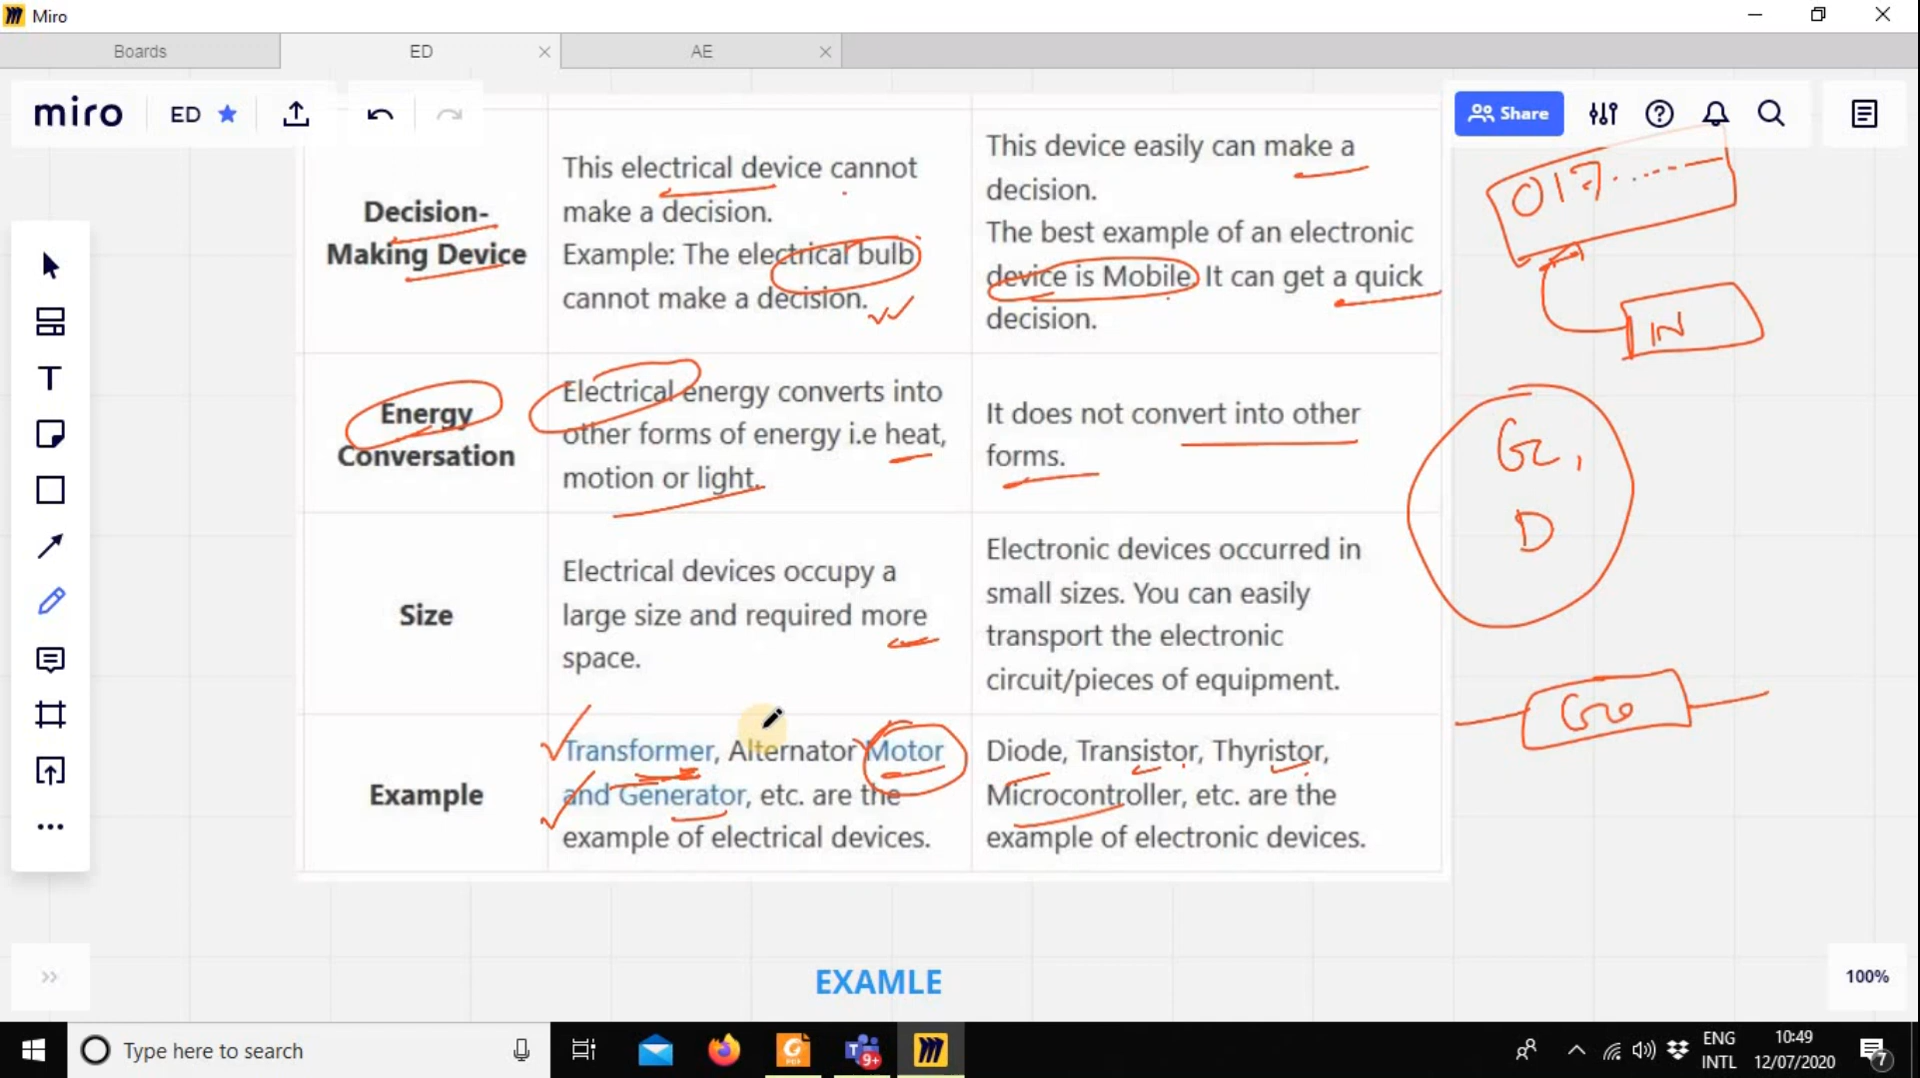 Miro
Boards
ED
AE
miro
ED
Share
Decision-
Making Device
This electrical device cannot
make a decision.
Example: The electrical bulb
cannot make a decision.
This device easily can make a
decision.
The best example of an electronic
device is Mobile. It can get a quick
decision.
Energy
Conversation
Electrical energy converts into
other forms of energy i.e heat,
motion or light.
It does not convert into other
forms.
Size
Electrical devices occupy a
large size and required more
space.
Electronic devices occurred in
small sizes. You can easily
transport the electronic
circuit/pieces of equipment.
Example
Transformer, Alternator Motor
and Generator, etc. are the
example of electrical devices.
Diode, Transistor, Thyristor,
Microcontroller, etc. are the
example of electronic devices.
017
IN
D
EXAMLE
100%
T
Type here to search
PDF
9+
ENG
INTL
10:49
12/07/2020
7